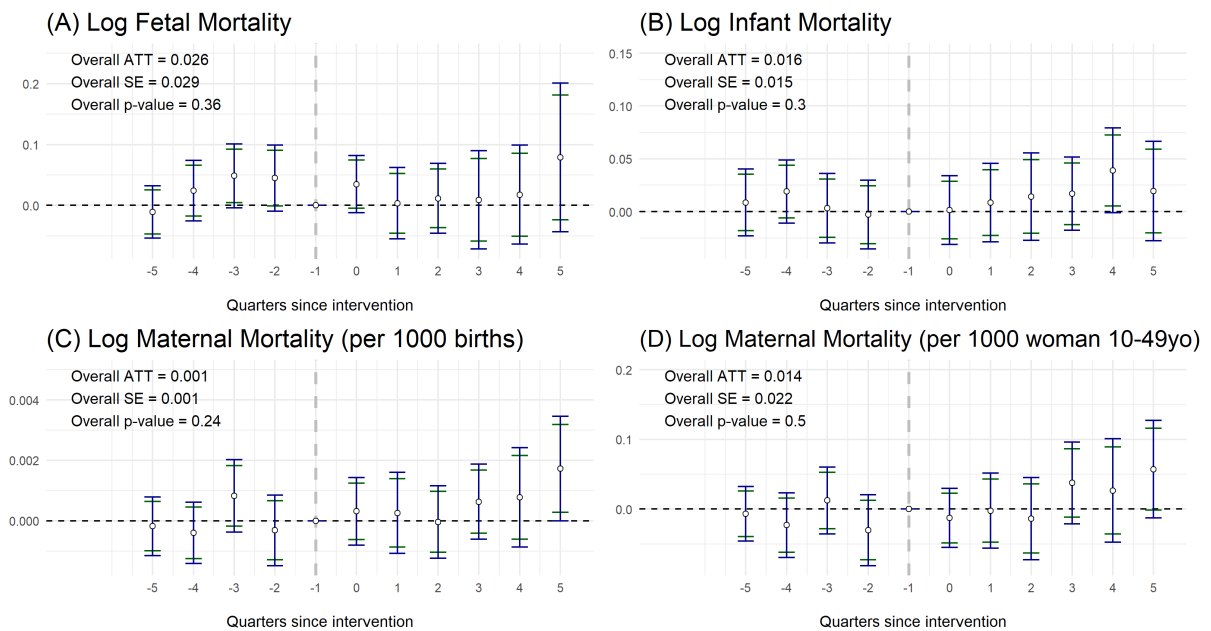 (A) Log Fetal Mortality
Overall ATT = 0.026
Overall SE = 0.029
Overall p-value = 0.36
0.2
0.1
0.0
-5 -4 -3 -2 -1 0 1 2 3 4 5
Quarters since intervention
(B) Log Infant Mortality
Overall ATT = 0.016
Overall SE = 0.015
Overall p-value = 0.3
0.15
0.10
0.05
0.00
-5 -4 -3 -2 -1 0 1 2 3 4 5
Quarters since intervention
(C) Log Maternal Mortality (per 1000 births)
Overall ATT = 0.001
Overall SE = 0.001
Overall p-value = 0.24
0.004
0.002
0.000
-5 -4 -3 -2 -1 0 1 2 3 4 5
Quarters since intervention
(D) Log Maternal Mortality (per 1000 woman 10-49yo)
Overall ATT = 0.014
Overall SE = 0.022
Overall p-value = 0.5
0.2
0.1
0.0
-5 -4 -3 -2 -1 0 1 2 3 4 5
Quarters since intervention